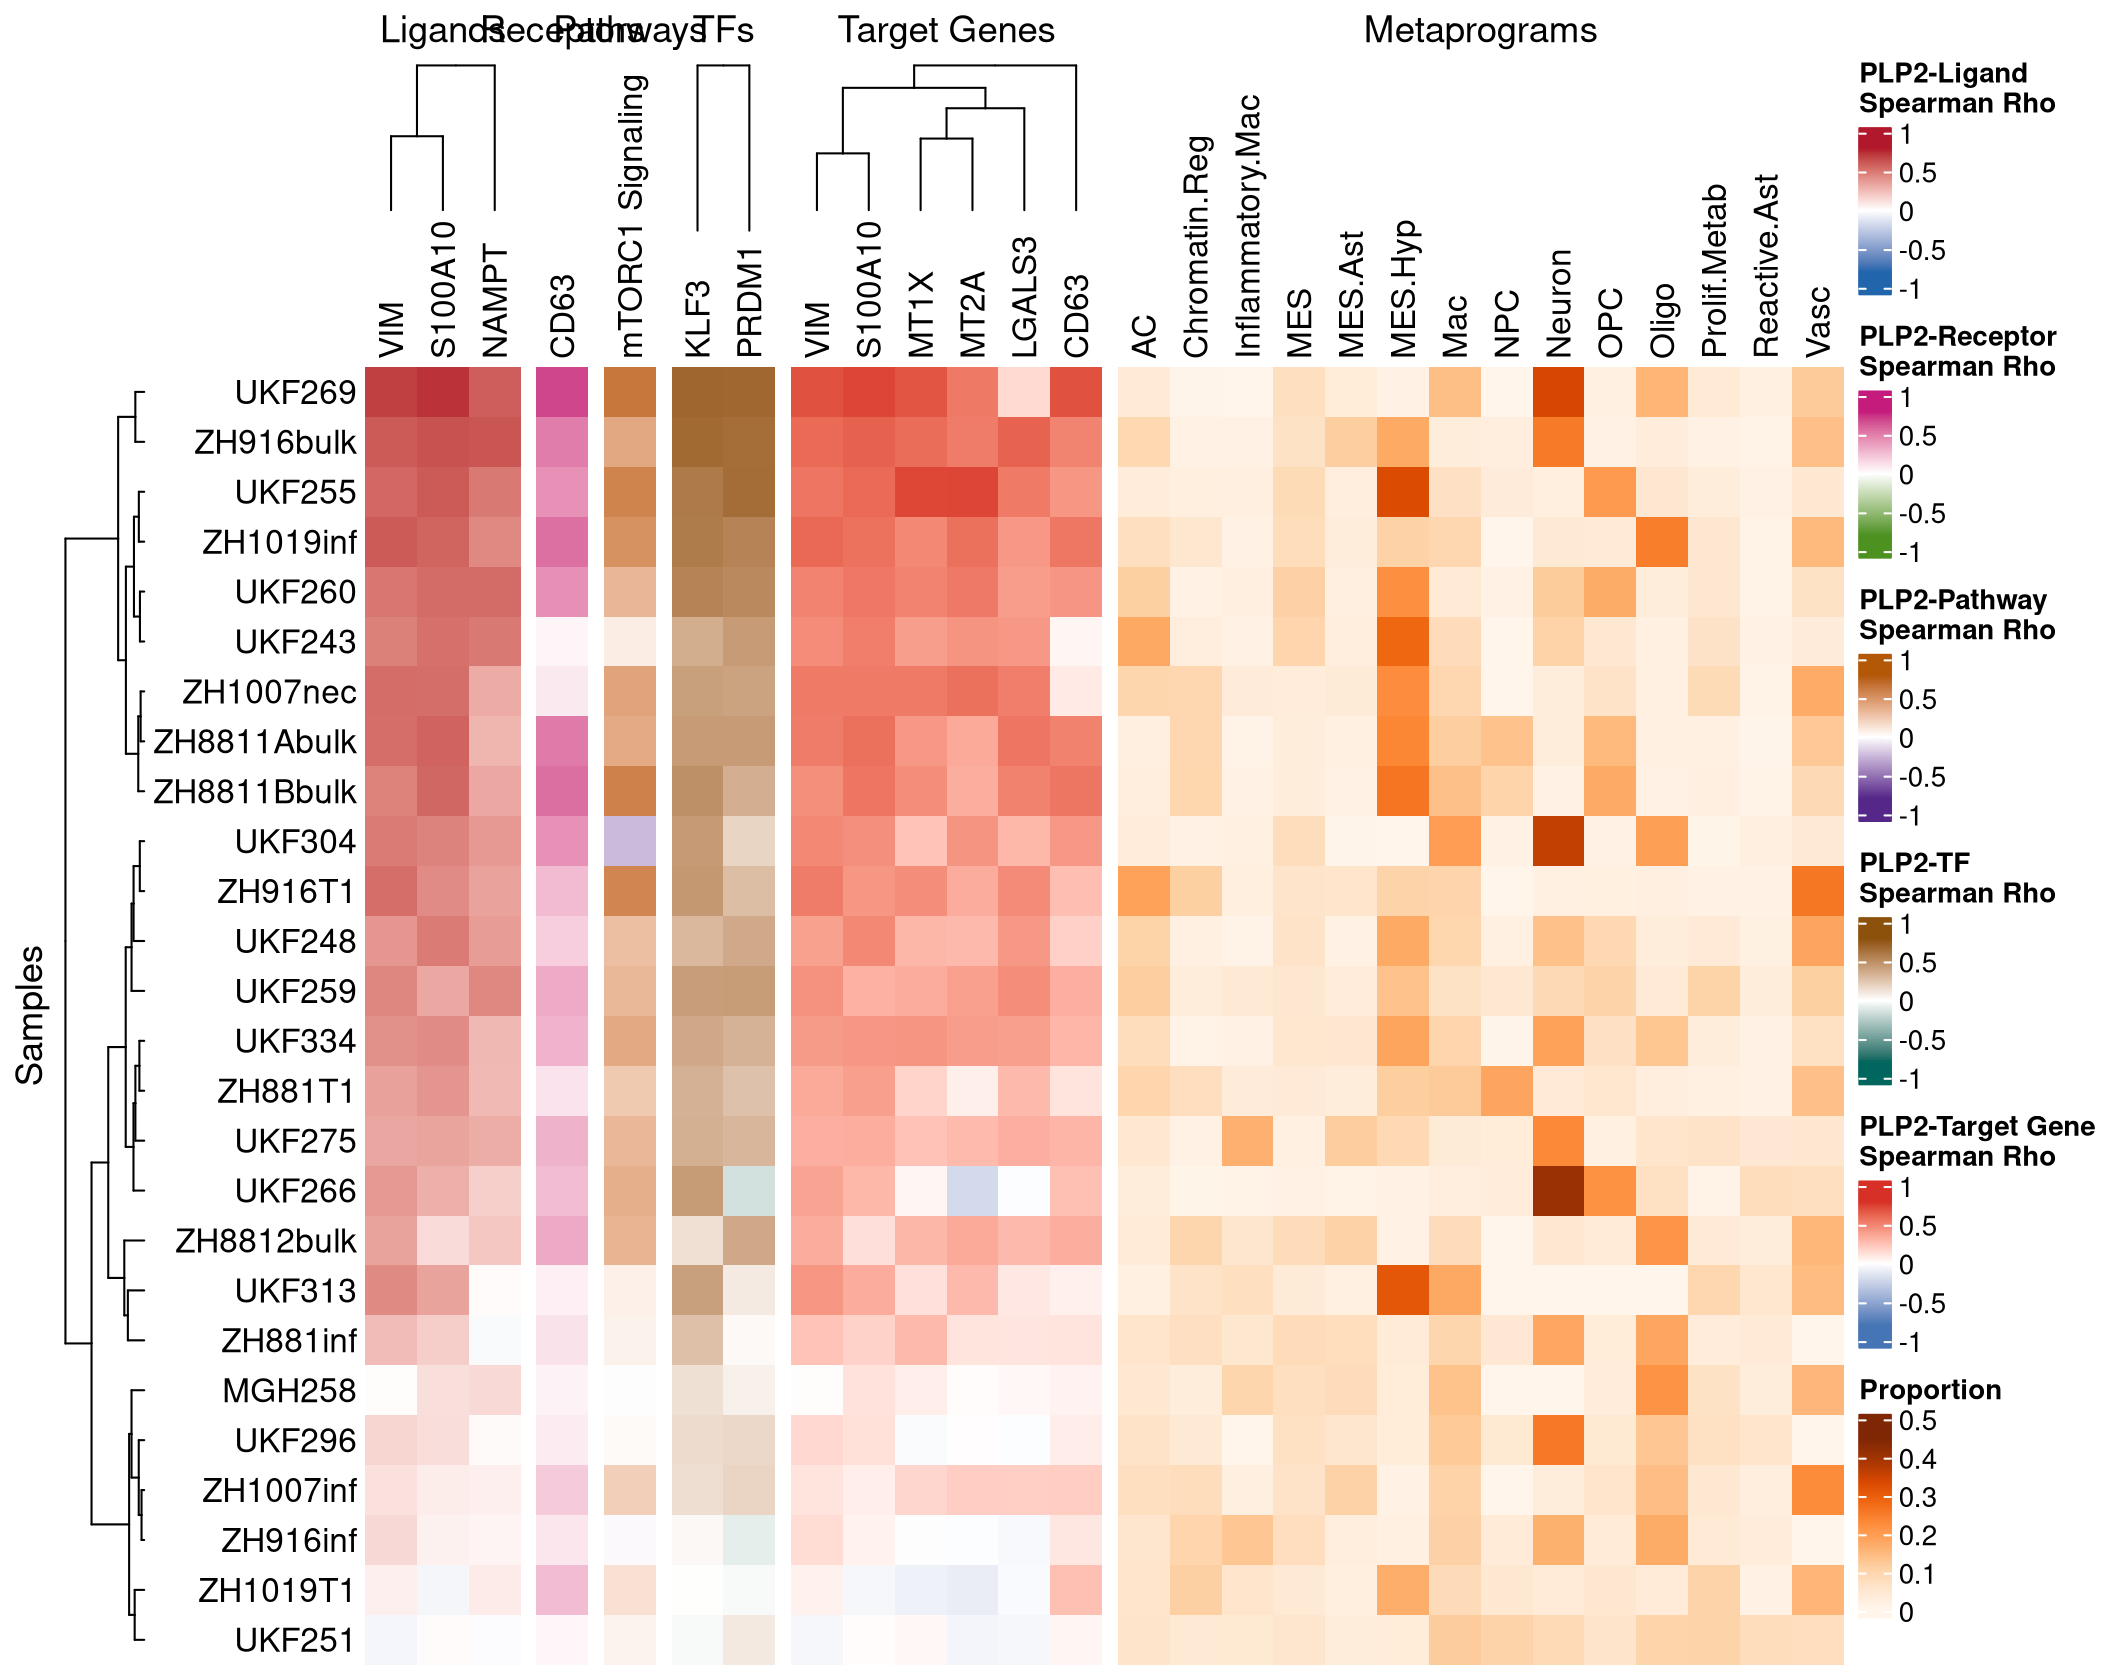 Ligands Receptors Pathways TFs Target Genes Metaprograms
VIM
S100A10
NAMPT
CD63
mTORC1 Signaling
KLF3
PRDM1
VIM
S100A10
MT1X
MT2A
LGALS3
CD63
AC
Chromatin.Reg
Inflammatory.Mac
MES
MES.Ast
MES.Hyp
Mac
NPC
Neuron
OPC
Oligo
Prolif.Metab
Reactive.Ast
Vasc
Samples
UKF269
ZH916bulk
UKF255
ZH1019inf
UKF260
UKF243
ZH1007nec
ZH8811Abulk
ZH8811Bbulk
UKF304
ZH916T1
UKF248
UKF259
UKF334
ZH881T1
UKF275
UKF266
ZH8812bulk
UKF313
ZH881inf
MGH258
UKF296
ZH1007inf
ZH916inf
ZH1019T1
UKF251
PLP2-Ligand
Spearman Rho
1
0.5
0
-0.5
-1
PLP2-Receptor
Spearman Rho
1
0.5
0
-0.5
-1
PLP2-Pathway
Spearman Rho
1
0.5
0
-0.5
-1
PLP2-TF
Spearman Rho
1
0.5
0
-0.5
-1
PLP2-Target Gene
Spearman Rho
1
0.5
0
-0.5
-1
Proportion
0.5
0.4
0.3
0.2
0.1
0